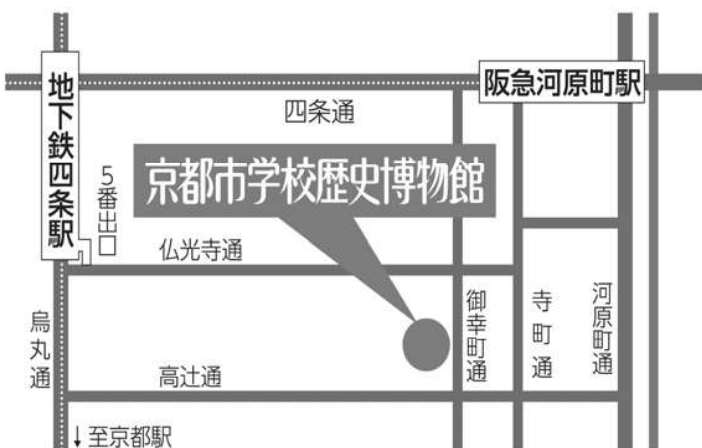 地下鉄四条駅
阪急河原町駅
四条通
5番出口
京都市学校歴史博物館
仏光寺通
烏丸通
御幸町通
寺町通
河原町通
高辻通
↓至京都駅